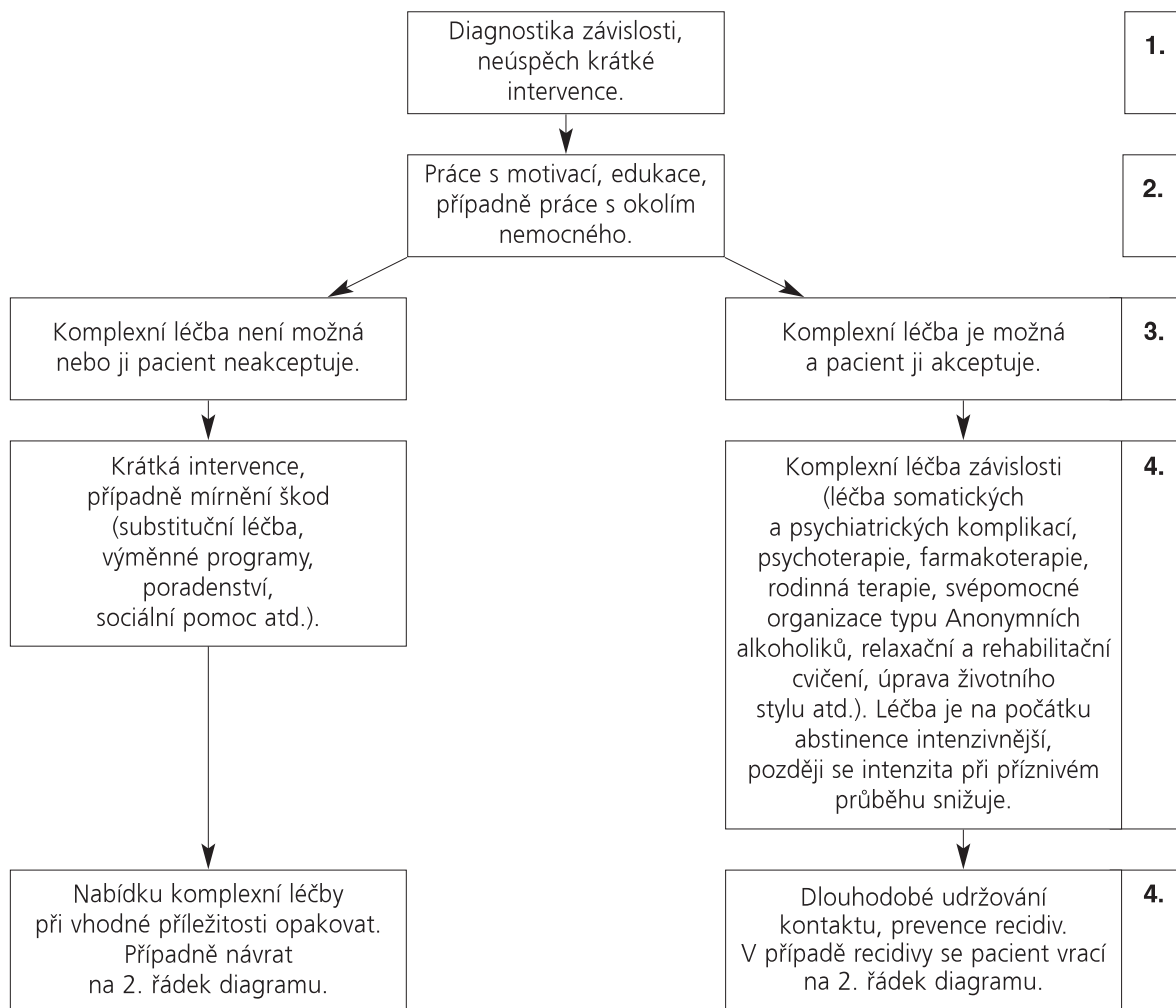 Diagnostika závislosti,
neúspěch krátké
intervence.
1.
Práce s motivací, edukace,
případně práce s okolím
nemocného.
2.
Komplexní léčba není možná
nebo ji pacient neakceptuje.
Komplexní léčba je možná
a pacient ji akceptuje.
3.
Krátká intervence,
případně mírnění škod
(substituční léčba,
výměnné programy,
poradenství,
sociální pomoc atd.).
Komplexní léčba závislosti
(léčba somatických
a psychiatrických komplikací,
psychoterapie, farmakoterapie,
rodinná terapie, svépomocné
organizace typu Anonymních
alkoholiků, relaxační a rehabilitační
cvičení, úprava životního
stylu atd.). Léčba je na počátku
abstinence intenzivnější,
později se intenzita při příznivém
průběhu snižuje.
4.
Nabídku komplexní léčby
při vhodné příležitosti opakovat.
Případně návrat
na 2. řádek diagramu.
Dlouhodobé udržování
kontaktu, prevence recidiv.
V případě recidivy se pacient vrací
na 2. řádek diagramu.
4.